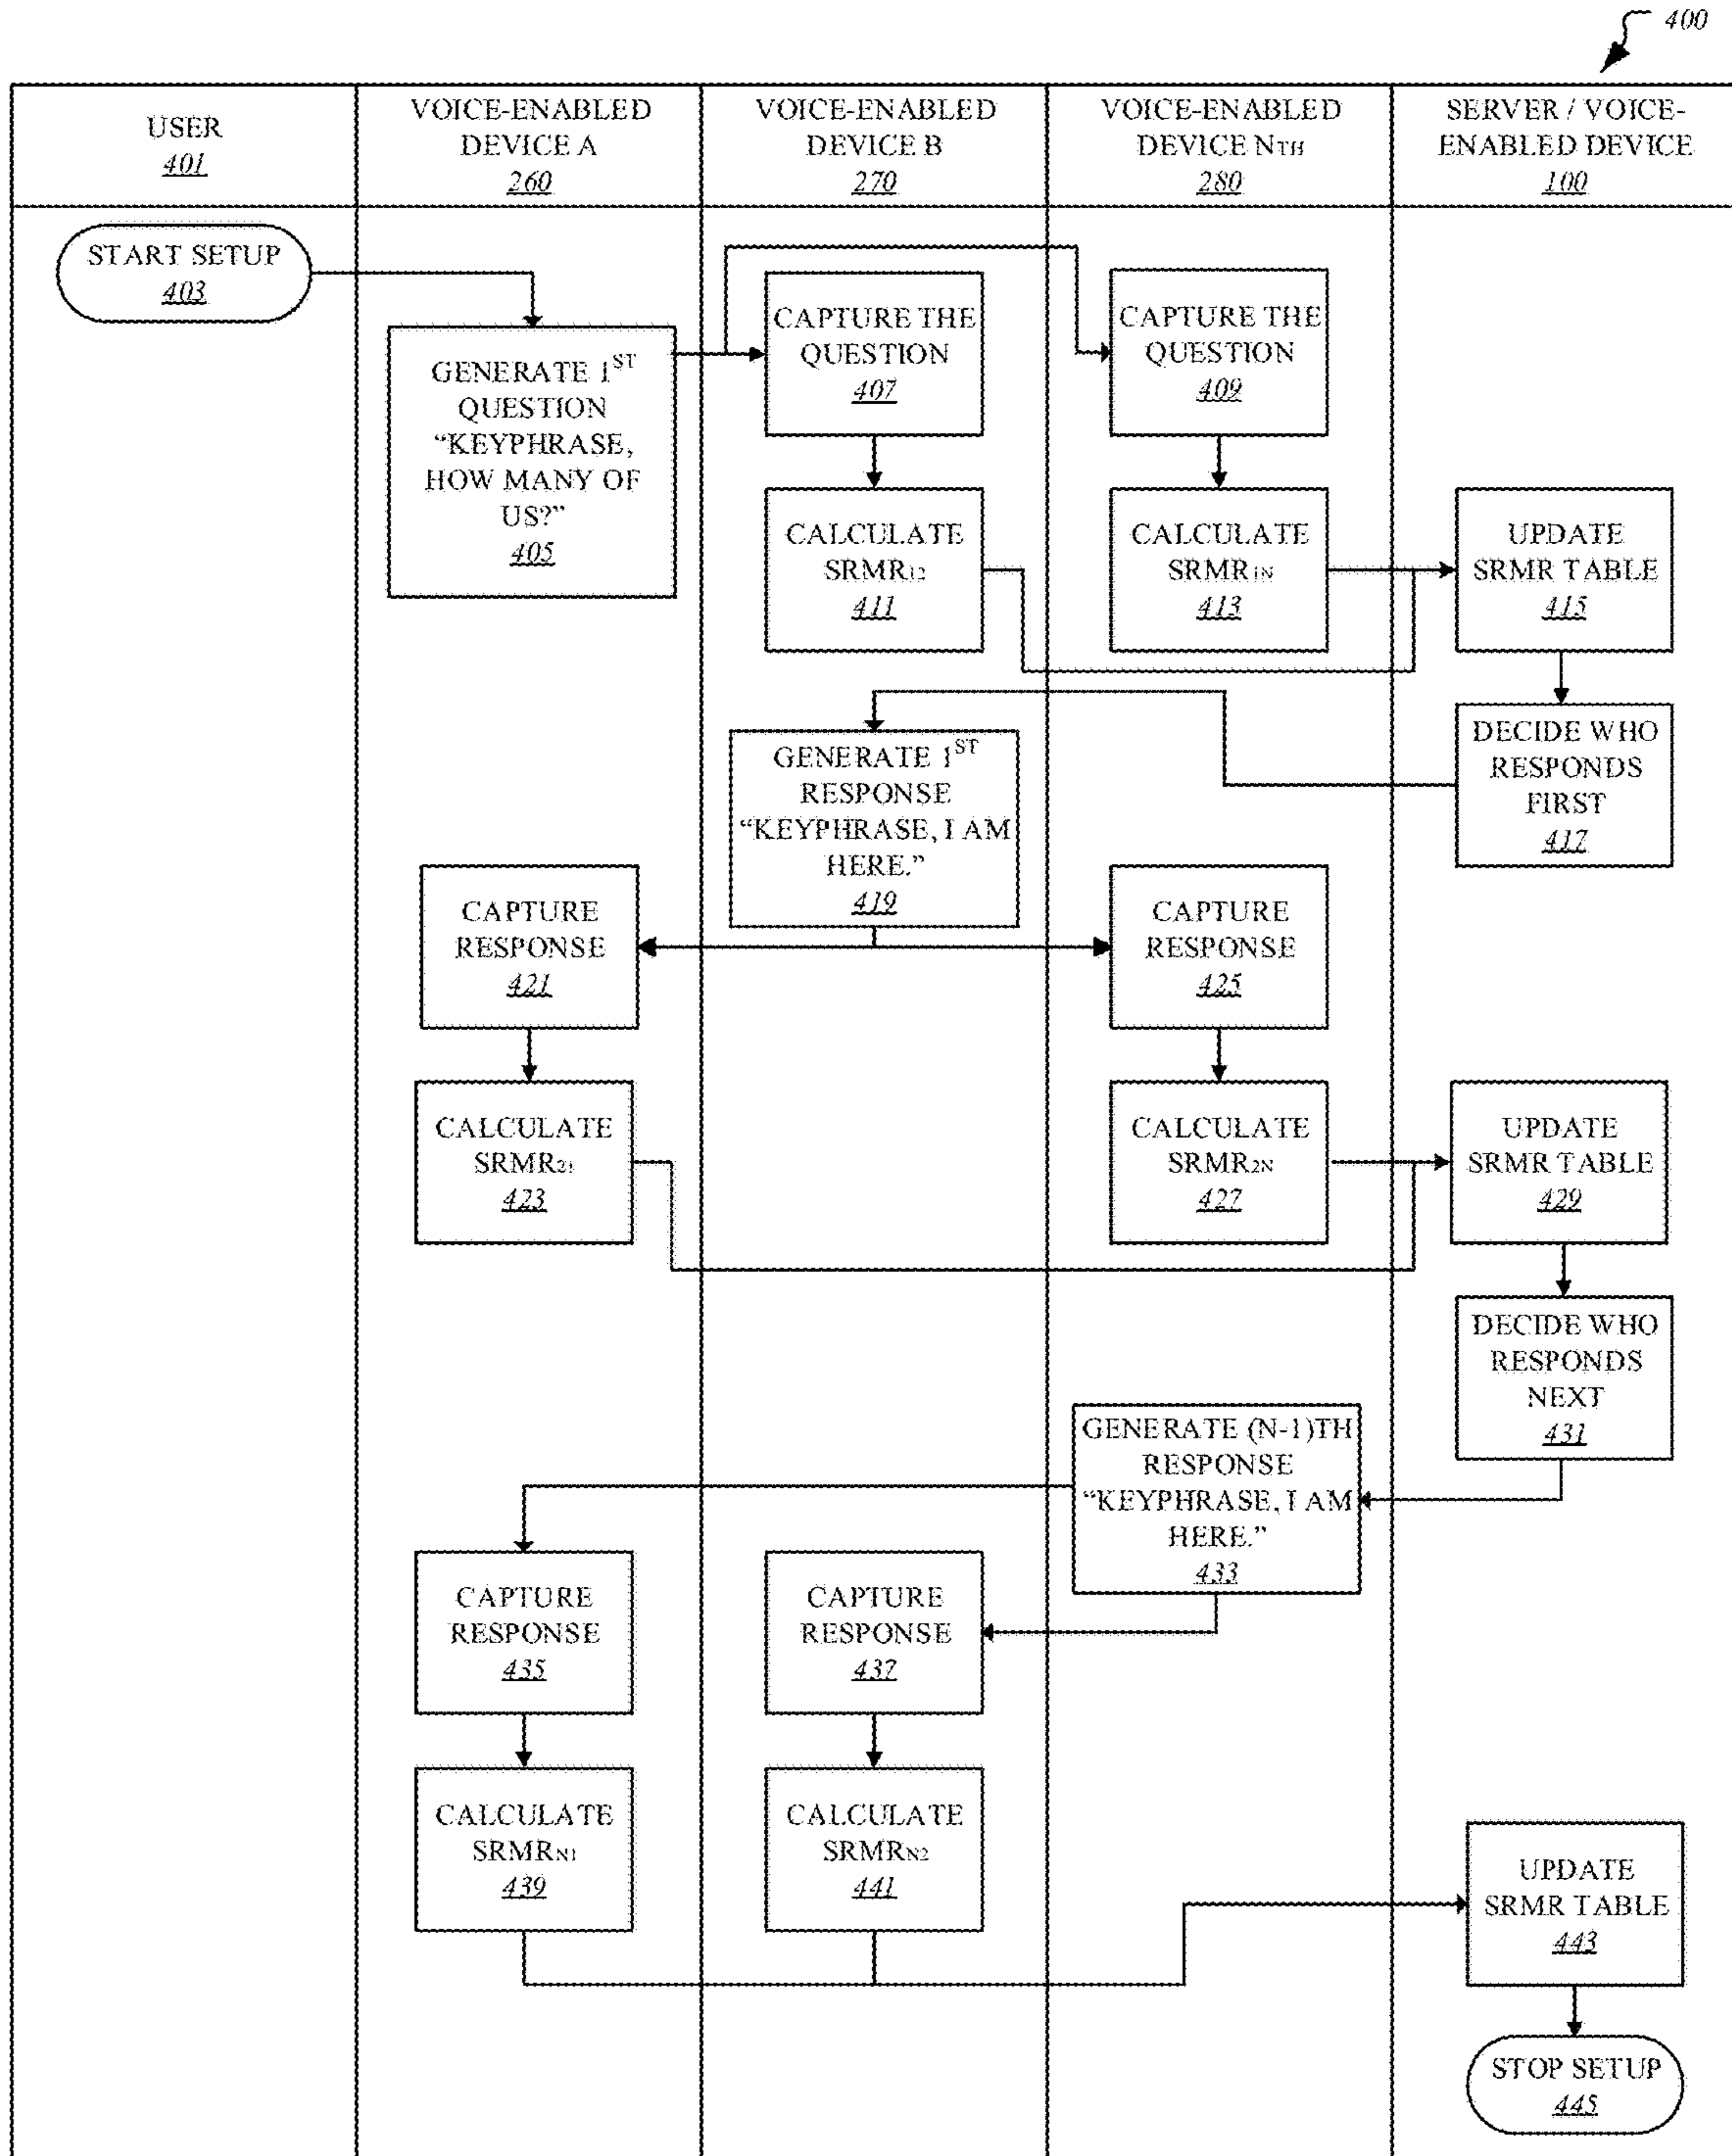 400
USER
401
VOICE-ENABLED
DEVICE A
260
VOICE-ENABLED
DEVICE B
270
VOICE-ENABLED
DEVICE NTH
280
SERVER / VOICE-
ENABLED DEVICE
100
START SETUP
403
GENERATE 1ST
QUESTION
“KEYPHRASE,
HOW MANY OF
US?”
405
CAPTURE THE
QUESTION
407
CAPTURE THE
QUESTION
409
CALCULATE
SRMR12
411
CALCULATE
SRMR1N
413
UPDATE
SRMR TABLE
415
DECIDE WHO
RESPONDS
FIRST
417
GENERATE 1ST
RESPONSE
“KEYPHRASE, I AM
HERE.”
419
CAPTURE
RESPONSE
421
CAPTURE
RESPONSE
425
CALCULATE
SRMR21
423
CALCULATE
SRMR2N
427
UPDATE
SRMR TABLE
429
DECIDE WHO
RESPONDS
NEXT
431
GENERATE (N-1)TH
RESPONSE
“KEYPHRASE, I AM
HERE.”
433
CAPTURE
RESPONSE
435
CAPTURE
RESPONSE
437
CALCULATE
SRMRN1
439
CALCULATE
SRMRN2
441
UPDATE
SRMR TABLE
443
STOP SETUP
445